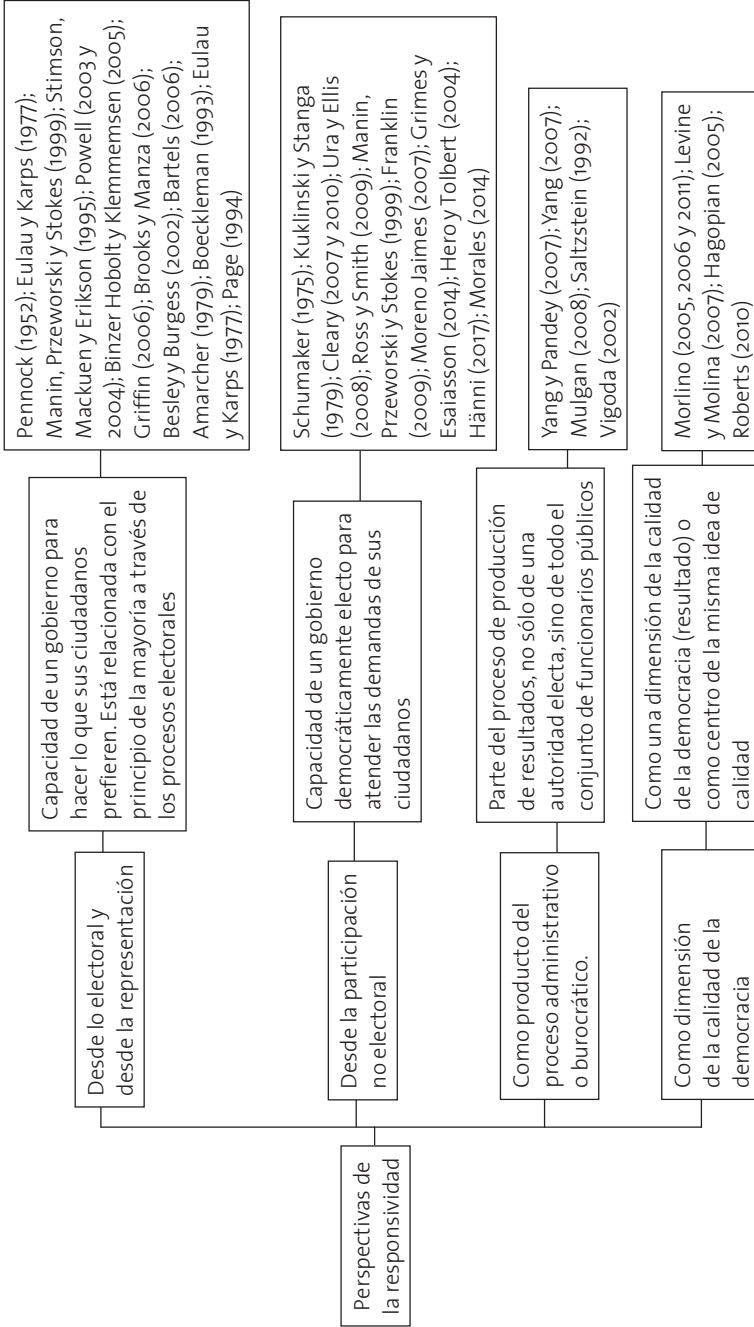 Perspectivas de
la responsividad
Desde lo electoral y
desde la representación
Capacidad de un gobierno para
hacer lo que sus ciudadanos
prefieren. Está relacionada con el
principio de la mayoría a través de
los procesos electorales
Pennock (1952); Eulau y Karps (1977);
Manin, Przeworski y Stokes (1999); Stimson,
Mackuen y Erikson (1995); Powell (2003 y
2004); Binzer Hobolt y Klemmemsen (2005);
Griffin (2006); Brooks y Manza (2006);
Besley y Burgess (2002); Bartels (2006);
Amarcher (1979); Boeckleman (1993); Eulau
y Karps (1977); Page (1994)
Desde la participación
no electoral
Capacidad de un gobierno
democráticamente electo para
atender las demandas de sus
ciudadanos
Schumaker (1975); Kuklinski y Stanga
(1979); Cleary (2007 y 2010); Ura y Ellis
(2008); Ross y Smith (2009); Manin,
Przeworski y Stokes (1999); Franklin
(2009); Moreno Jaimes (2007); Grimes y
Esaiasson (2014); Hero y Tolbert (2004);
Hänni (2017); Morales (2014)
Como producto del
proceso administrativo
o burocrático.
Parte del proceso de producción
de resultados, no sólo de una
autoridad electa, sino de todo el
conjunto de funcionarios públicos
Yang y Pandey (2007); Yang (2007);
Mulgan (2008); Saltzstein (1992);
Vigoda (2002)
Como dimensión
de la calidad de la
democracia
Como una dimensión de la calidad
de la democracia (resultado) o
como centro de la misma idea de
calidad
Morlino (2005, 2006 y 2011); Levine
y Molina (2007); Hagopian (2005);
Roberts (2010)